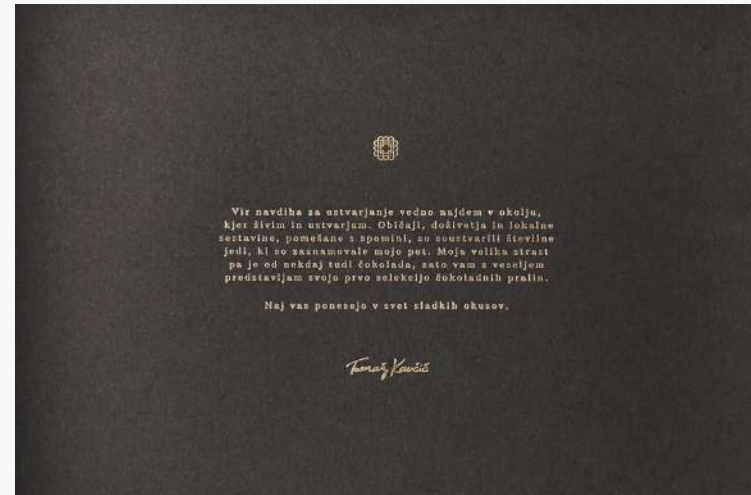 Vir navdiha za ustvarjanje vedno najdem v okolju,
kjer živim in ustvarjam. Običaji, doživetja in lokalne
sestavine, pomešane s spomini, so soustvarili številne
jedi, ki so zaznamovale mojo pot. Moja velika strast
pa je od nekdaj tudi čokolada, zato vam z veseljem
predstavljam svojo prvo selekcijo čokoladnih pralin.
Naj vas ponesejo v svet sladkih okusov.
Tomaž Kavčič